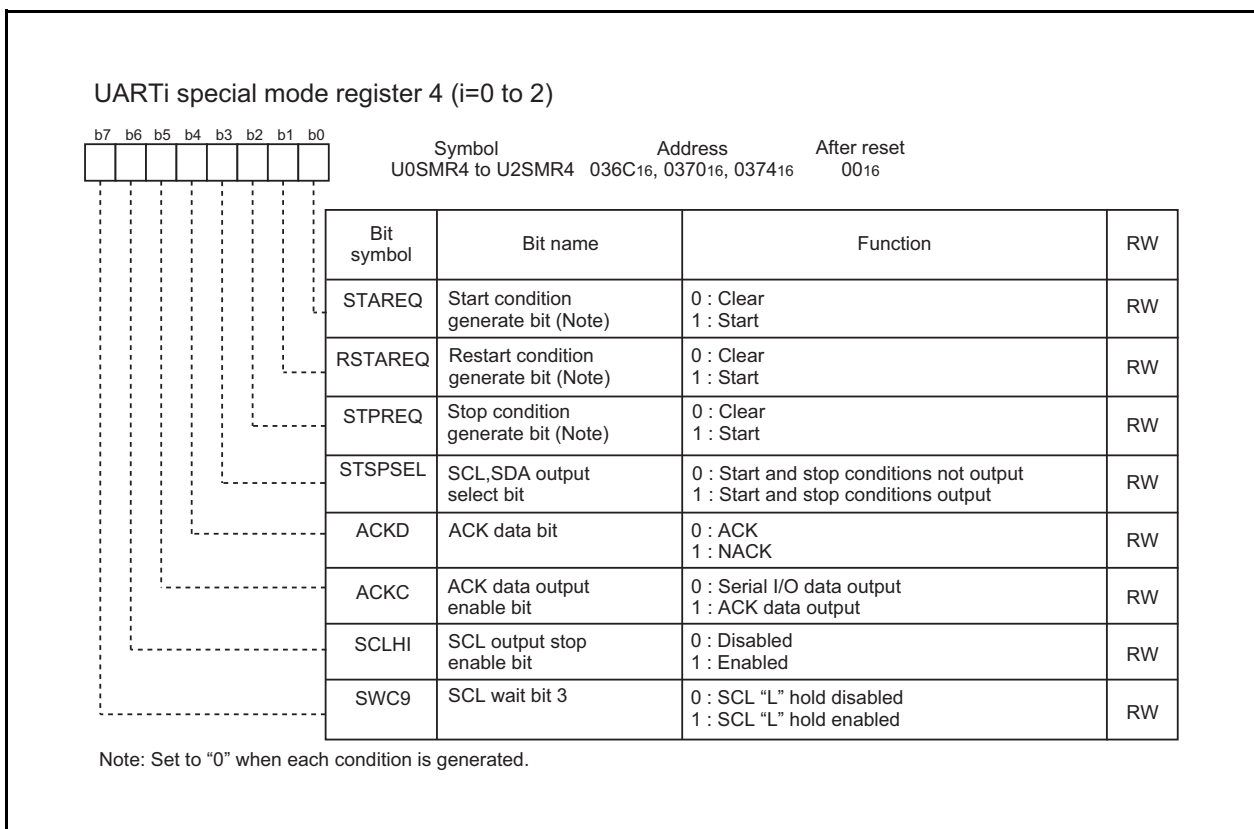 UARTi special mode register 4 (i=0 to 2)
b7 b6 b5 b4 b3 b2 b1 b0
Symbol Address After reset
U0SMR4 to U2SMR4 036C16, 037016, 037416 0016
Bit symbol Bit name Function RW
STAREQ Start condition generate bit (Note) 0 : Clear RW
1 : Start
RSTAREQ Restart condition generate bit (Note) 0 : Clear RW
1 : Start
STPREQ Stop condition generate bit (Note) 0 : Clear RW
1 : Start
STSPSEL SCL,SDA output select bit 0 : Start and stop conditions not output RW
1 : Start and stop conditions output
ACKD ACK data bit 0 : ACK RW
1 : NACK
ACKC ACK data output enable bit 0 : Serial I/O data output RW
1 : ACK data output
SCLHI SCL output stop enable bit 0 : Disabled RW
1 : Enabled
SWC9 SCL wait bit 3 0 : SCL “L” hold disabled RW
1 : SCL “L” hold enabled
Note: Set to “0” when each condition is generated.